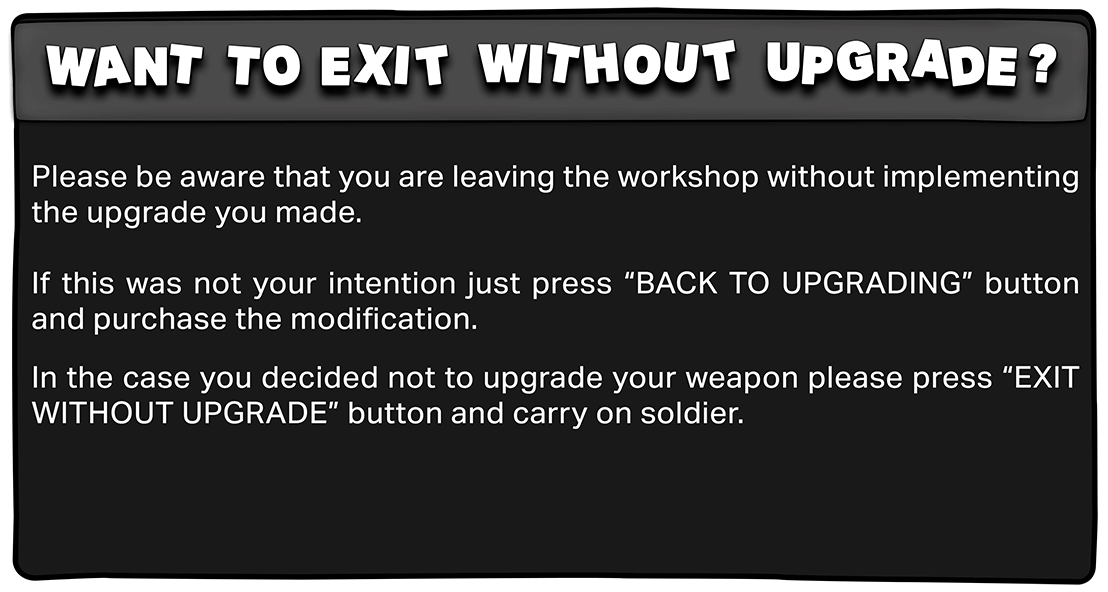 WANT TO EXIT WITHOUT UPGRADE?
Please be aware that you are leaving the workshop without implementing
the upgrade you made.
If this was not your intention just press “BACK TO UPGRADING” button
and purchase the modification.
In the case you decided not to upgrade your weapon please press “EXIT
WITHOUT UPGRADE” button and carry on soldier.